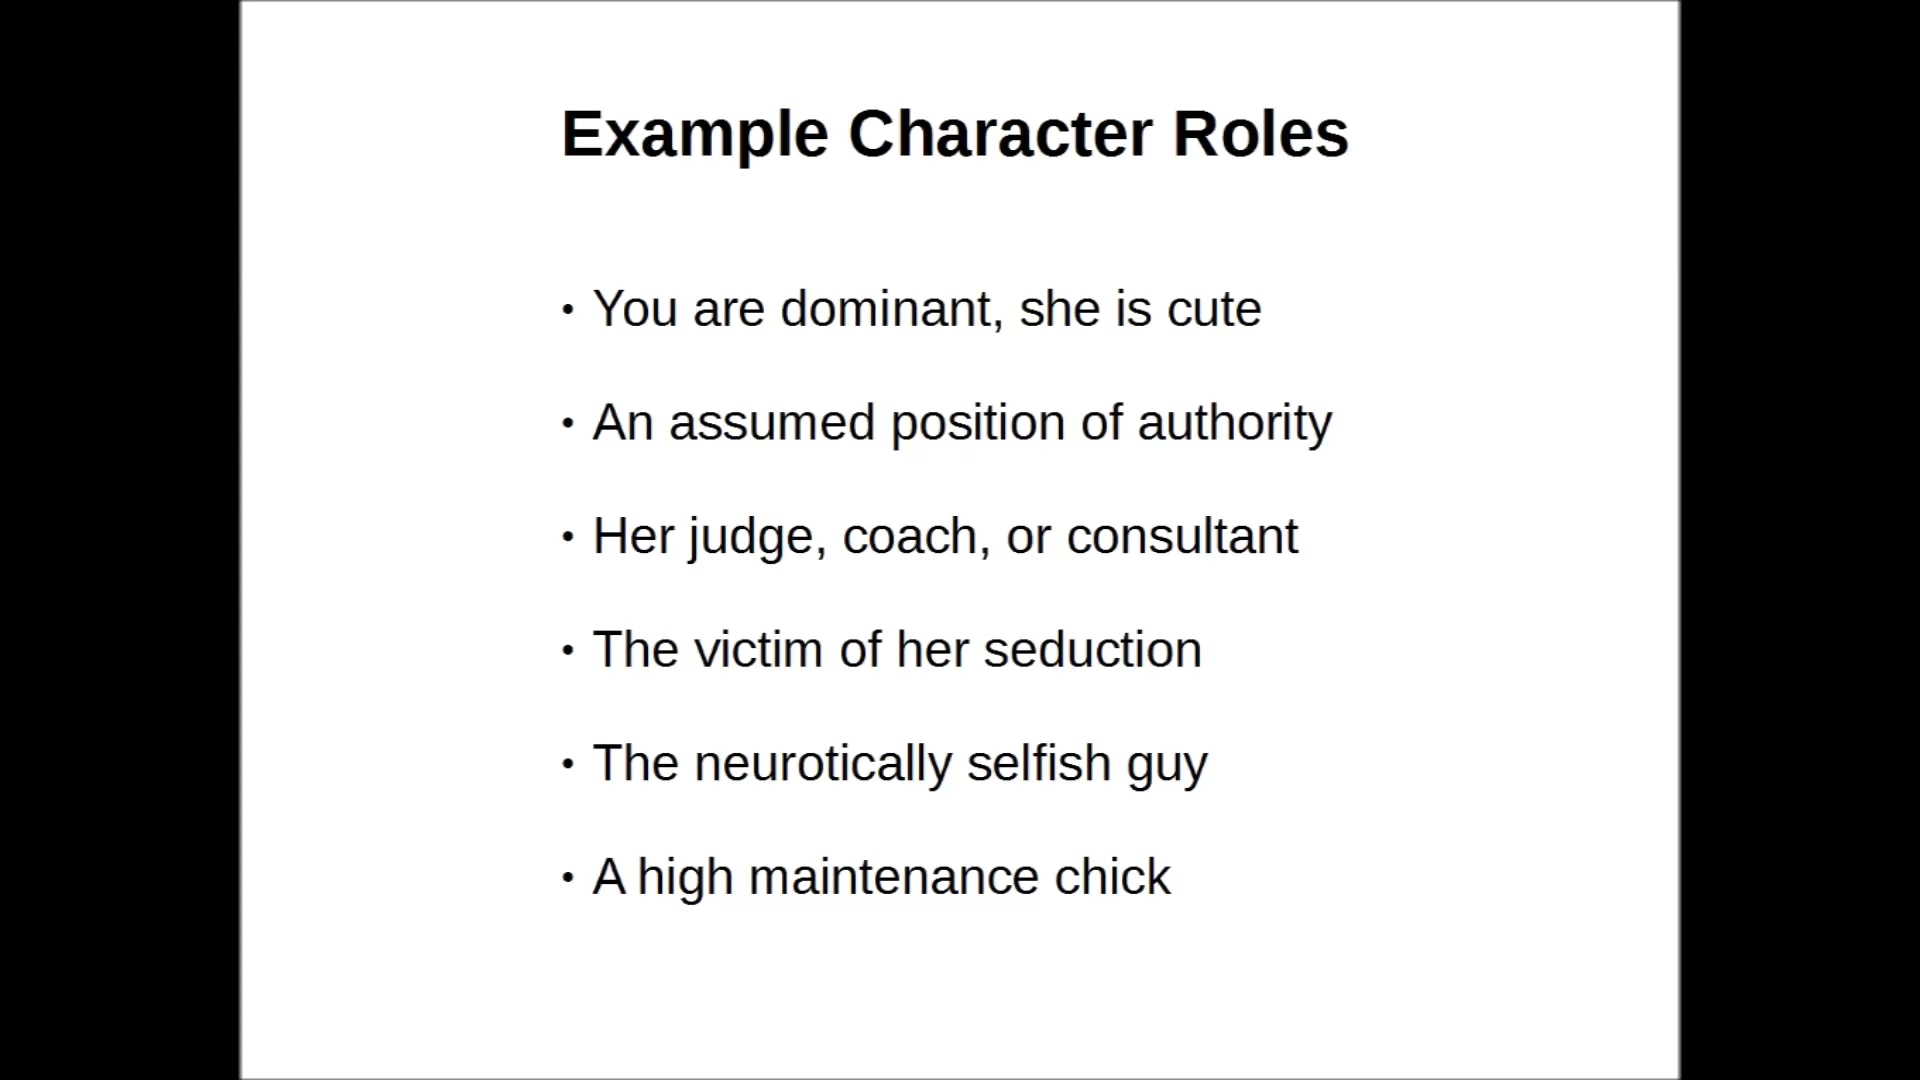 Example Character Roles
• You are dominant, she is cute
• An assumed position of authority
• Her judge, coach, or consultant
• The victim of her seduction
• The neurotically selfish guy
• A high maintenance chick